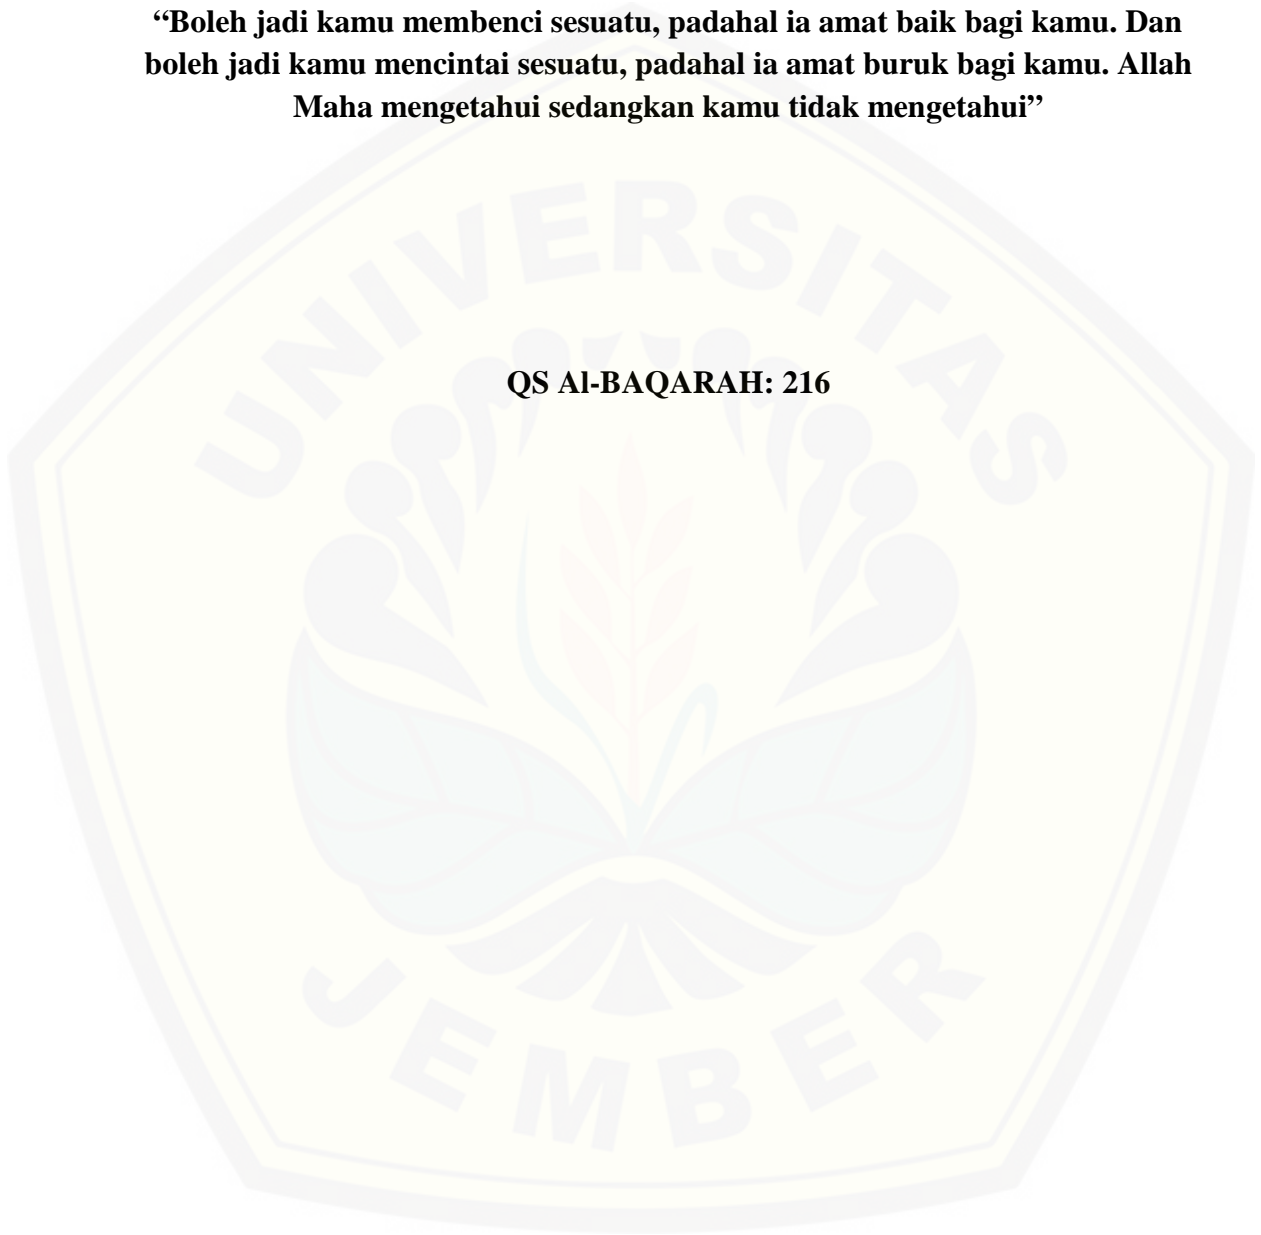 “Boleh jadi kamu membenci sesuatu, padahal ia amat baik bagi kamu. Dan
boleh jadi kamu mencintai sesuatu, padahal ia amat buruk bagi kamu. Allah
Maha mengetahui sedangkan kamu tidak mengetahui”
UNIVERSITAS
QS Al-BAQARAH: 216
JEMBER